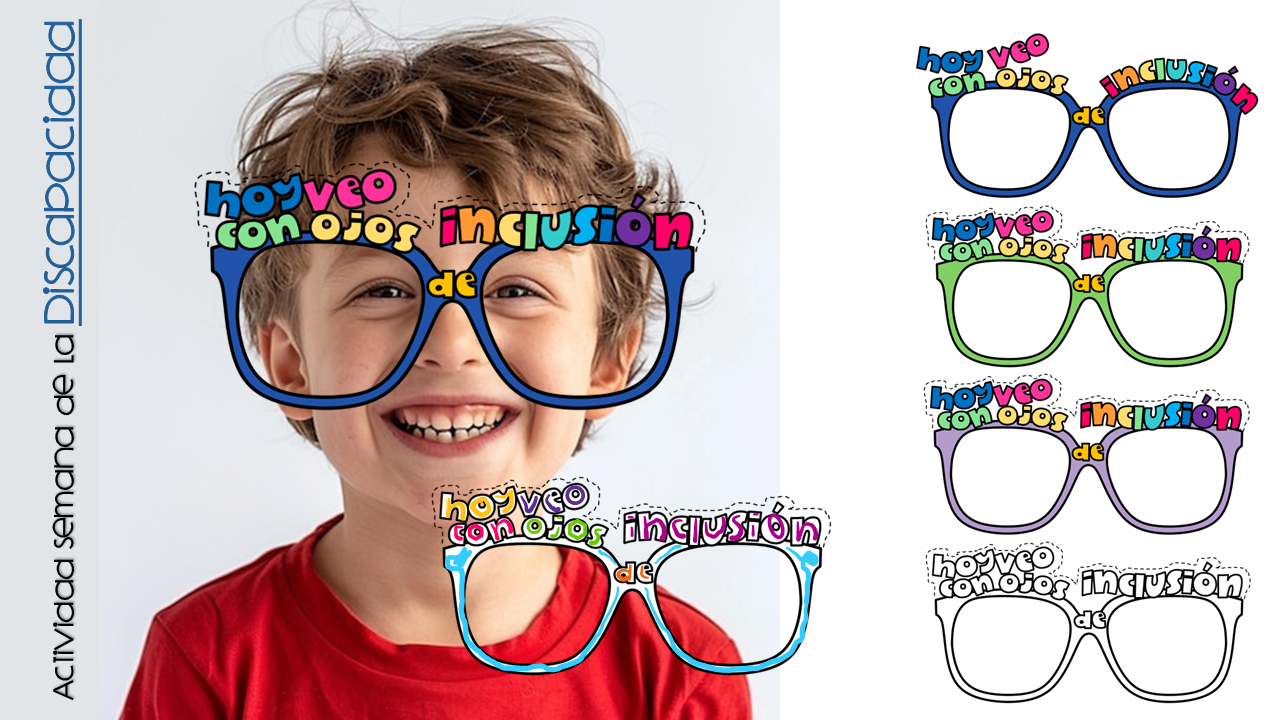 Actividad semana de la Discapacidad
hoy veo
con ojos inclusión
de
hoy veo
con ojos inclusión
de
hoy veo
con ojos inclusión
de
hoy veo
con ojos inclusión
de
hoy veo
con ojos inclusión
de
hoy veo
con ojos inclusión
de